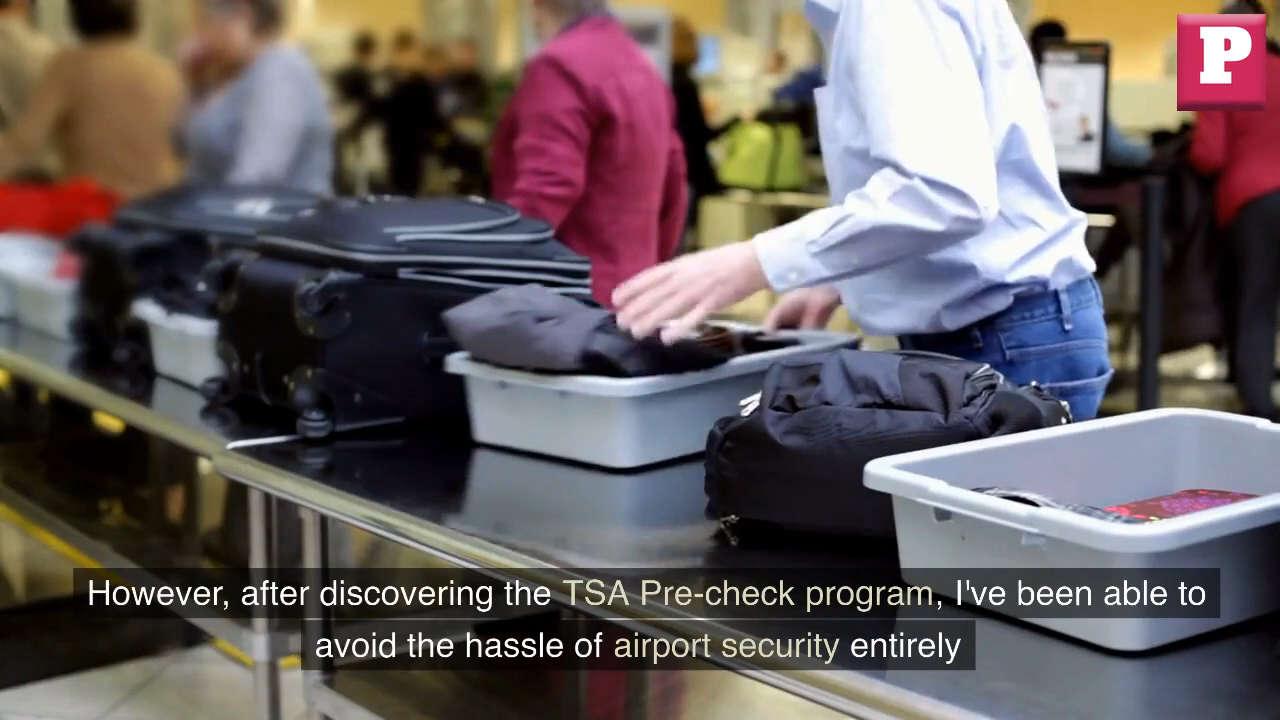 P
However, after discovering the TSA Pre-check program, I've been able to
avoid the hassle of airport security entirely